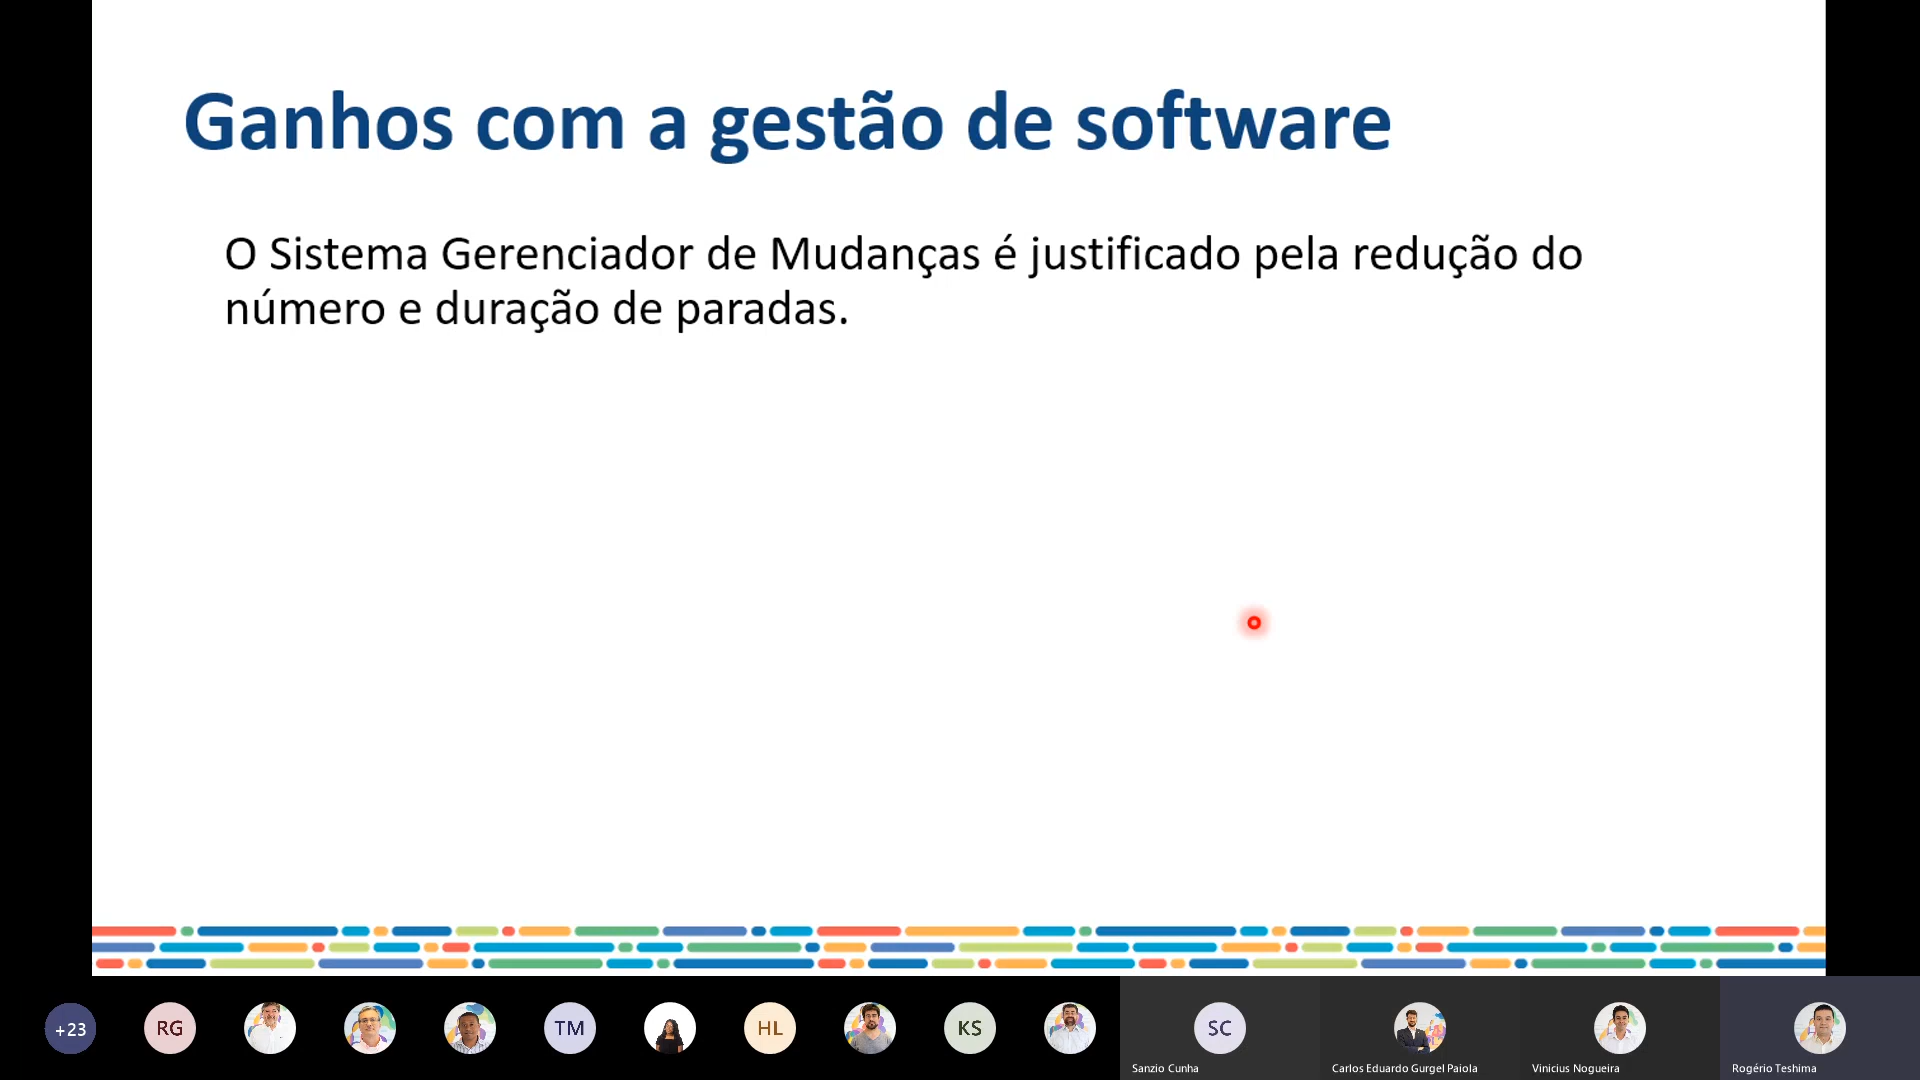 Ganhos com a gestão de software
O Sistema Gerenciador de Mudanças é justificado pela redução do
número e duração de paradas.
+23
RG
TM
HL
KS
SC
Sanzio Cunha
Carlos Eduardo Gurgel Paiola
Vinicius Nogueira
Rogério Teshima